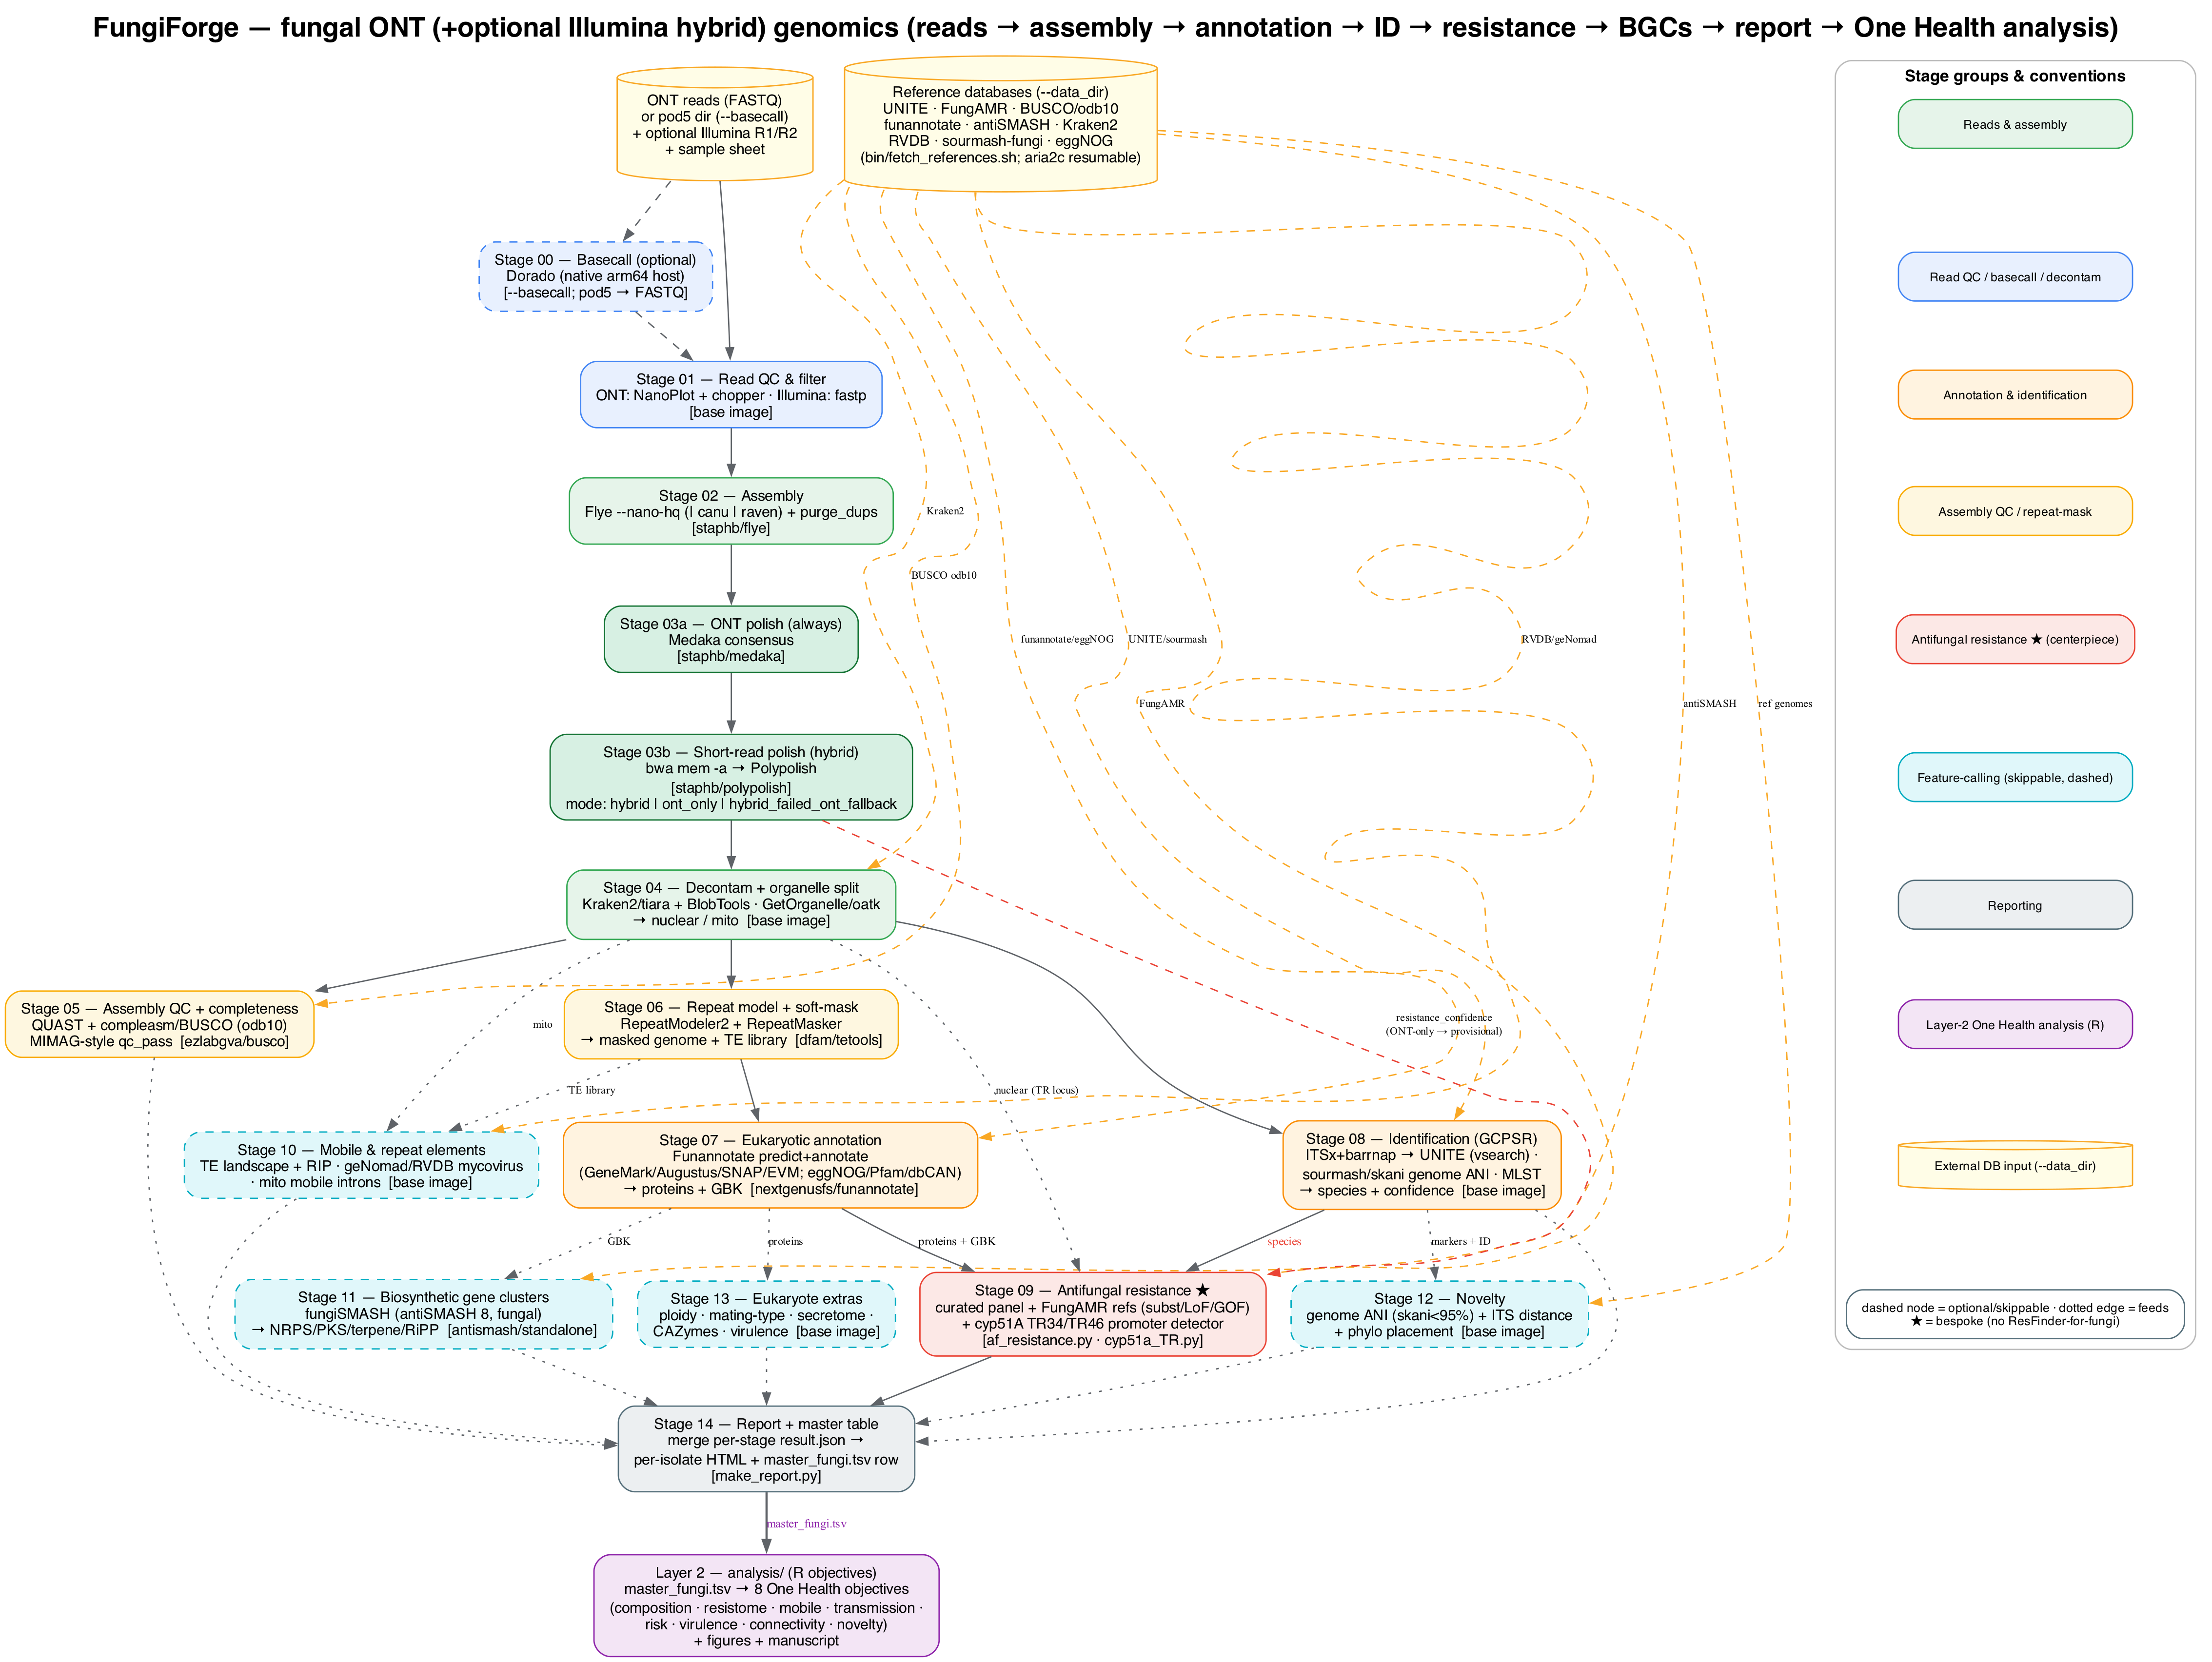 FungiForge — fungal ONT (+optional Illumina hybrid) genomics (reads → assembly → annotation → ID → resistance → BGCs → report → One Health analysis)
ONT reads (FASTQ)
or pod5 dir (--basecall)
+ optional Illumina R1/R2
+ sample sheet
Reference databases (--data_dir)
UNITE · FungAMR · BUSCO/odb10
funannotate · antiSMASH · Kraken2
RVDB · sourmash-fungi · eggNOG
(bin/fetch_references.sh; aria2c resumable)
Stage 00 — Basecall (optional)
Dorado (native arm64 host)
[--basecall; pod5 → FASTQ]
Stage 01 — Read QC & filter
ONT: NanoPlot + chopper · Illumina: fastp
[base image]
Stage 02 — Assembly
Flye --nano-hq (| canu | raven) + purge_dups
[staphb/flye]
Kraken2
BUSCO odb10
Stage 03a — ONT polish (always)
Medaka consensus
[staphb/medaka]
funannotate/eggNOG
UNITE/sourmash
RVDB/geNomad
FungAMR
antiSMASH
ref genomes
Stage 03b — Short-read polish (hybrid)
bwa mem -a → Polypolish
[staphb/polypolish]
mode: hybrid | ont_only | hybrid_failed_ont_fallback
Stage 04 — Decontam + organelle split
Kraken2/tiara + BlobTools · GetOrganelle/oatk
→ nuclear / mito  [base image]
Stage 05 — Assembly QC + completeness
QUAST + compleasm/BUSCO (odb10)
MIMAG-style qc_pass  [ezlabgva/busco]
mito
Stage 06 — Repeat model + soft-mask
RepeatModeler2 + RepeatMasker
→ masked genome + TE library  [dfam/tetools]
resistance_confidence
(ONT-only → provisional)
TE library
nuclear (TR locus)
Stage 10 — Mobile & repeat elements
TE landscape + RIP · geNomad/RVDB mycovirus
· mito mobile introns  [base image]
Stage 07 — Eukaryotic annotation
Funannotate predict+annotate
(GeneMark/Augustus/SNAP/EVM; eggNOG/Pfam/dbCAN)
→ proteins + GBK  [nextgenusfs/funannotate]
Stage 08 — Identification (GCPSR)
ITSx+barrnap → UNITE (vsearch) ·
sourmash/skani genome ANI · MLST
→ species + confidence  [base image]
GBK
proteins
proteins + GBK
species
markers + ID
Stage 11 — Biosynthetic gene clusters
fungiSMASH (antiSMASH 8, fungal)
→ NRPS/PKS/terpene/RiPP  [antismash/standalone]
Stage 13 — Eukaryote extras
ploidy · mating-type · secretome ·
CAZymes · virulence  [base image]
Stage 09 — Antifungal resistance ★
curated panel + FungAMR refs (subst/LoF/GOF)
+ cyp51A TR34/TR46 promoter detector
[af_resistance.py · cyp51a_TR.py]
Stage 12 — Novelty
genome ANI (skani<95%) + ITS distance
+ phylo placement  [base image]
Stage 14 — Report + master table
merge per-stage result.json →
per-isolate HTML + master_fungi.tsv row
[make_report.py]
master_fungi.tsv
Layer 2 — analysis/ (R objectives)
master_fungi.tsv → 8 One Health objectives
(composition · resistome · mobile · transmission ·
risk · virulence · connectivity · novelty)
+ figures + manuscript
Stage groups & conventions
Reads & assembly
Read QC / basecall / decontam
Annotation & identification
Assembly QC / repeat-mask
Antifungal resistance ★ (centerpiece)
Feature-calling (skippable, dashed)
Reporting
Layer-2 One Health analysis (R)
External DB input (--data_dir)
dashed node = optional/skippable · dotted edge = feeds
★ = bespoke (no ResFinder-for-fungi)